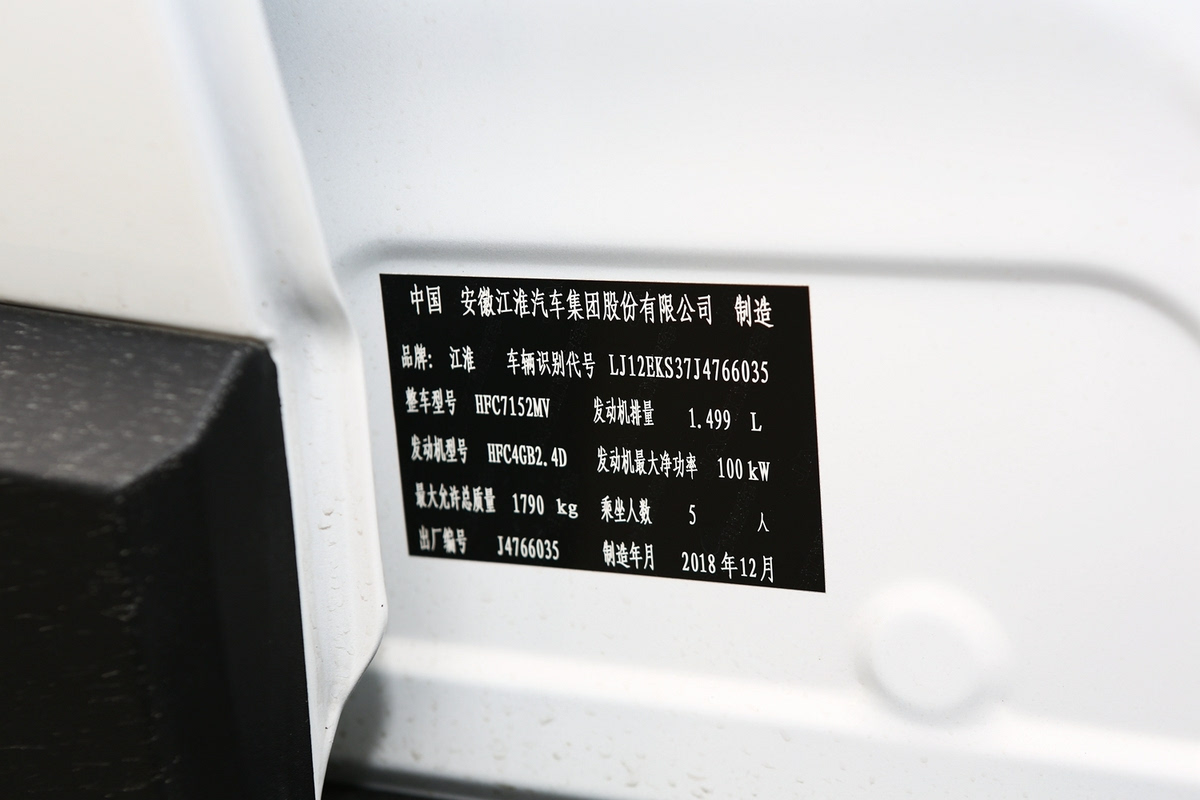 中国 安徽江淮汽车集团股份有限公司 制造
品牌: 江淮 车辆识别代号 LJ12EKS37J4766035
整车型号 HFC7152MV 发动机排量 1.499 L
发动机型号 HFC4GB2.4D 发动机最大净功率 100 kW
最大允许总质量 1790 kg 乘坐人数 5 人
出厂编号 J4766035 制造年月 2018 年12月